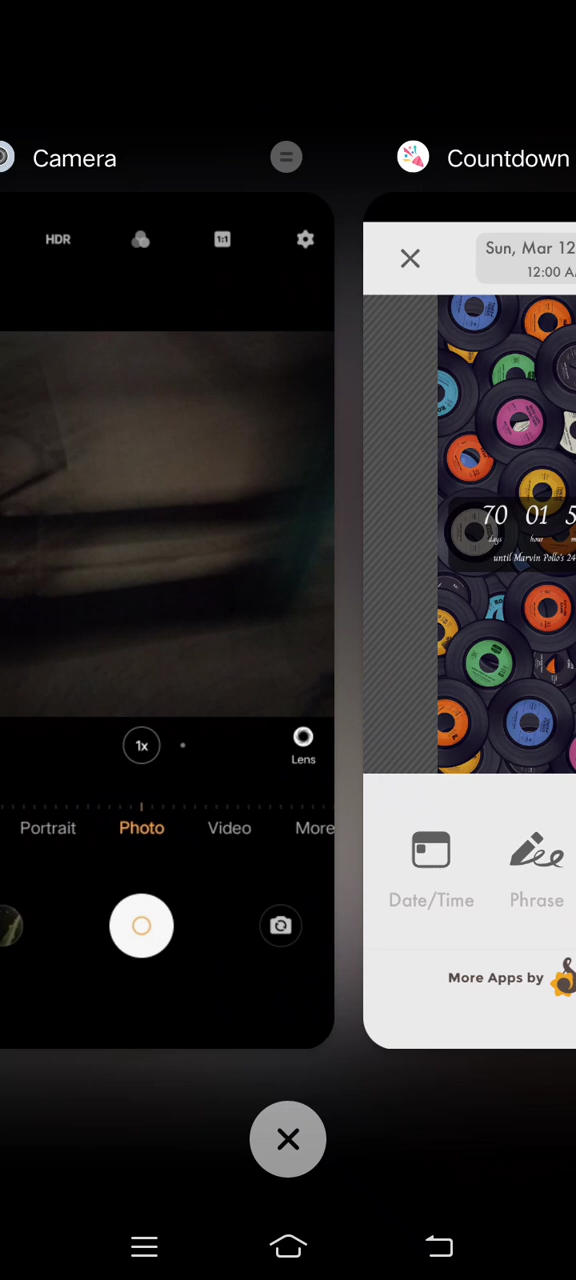 Camera
Countdown
HDR
1:1
Sun, Mar 12
12:00
70 01 5
days hour
until Marvin Pollo's 24
1x
Lens
Portrait Photo Video More
Date/Time Phrase
More Apps by